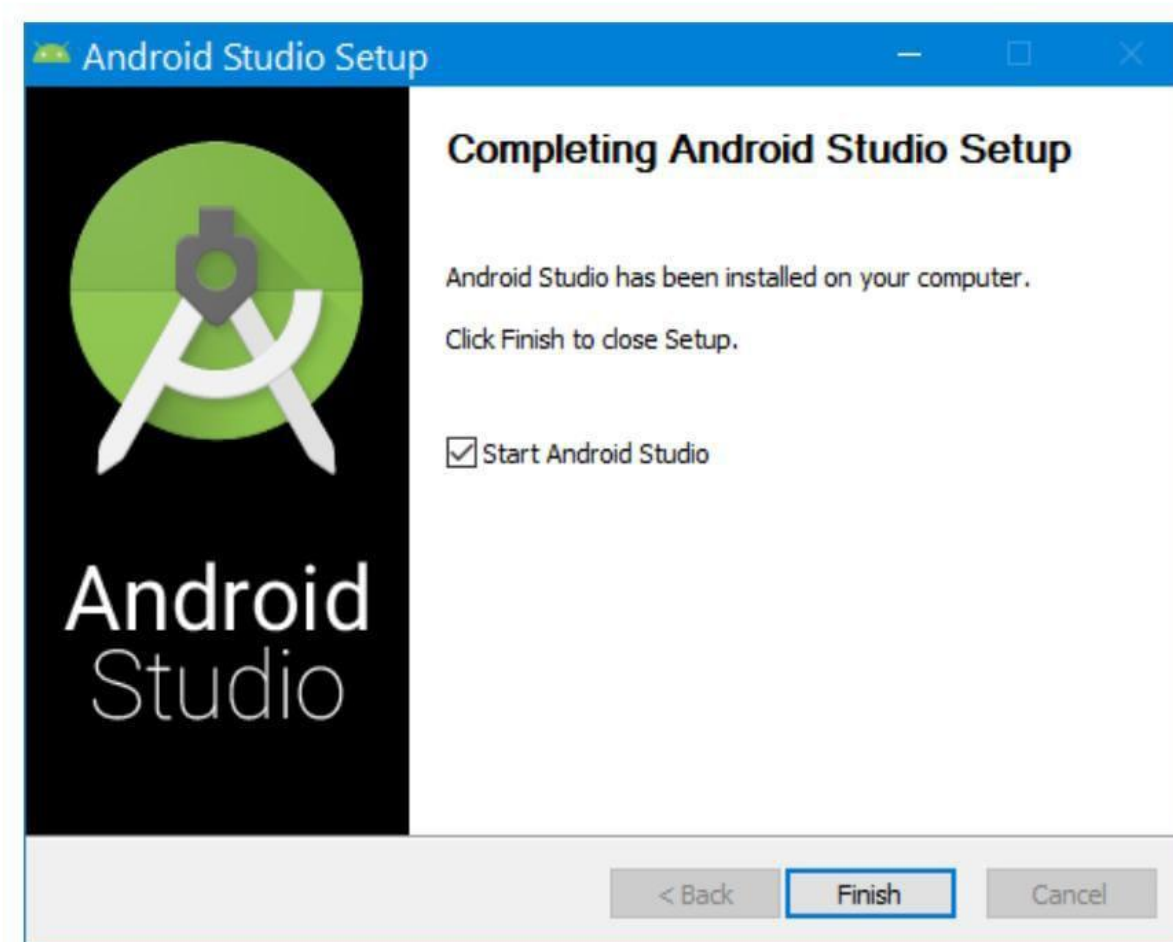 Android Studio Setup
Completing Android Studio Setup
Android Studio has been installed on your computer.
Click Finish to close Setup.
Start Android Studio
Android
Studio
< Back
Finish
Cancel